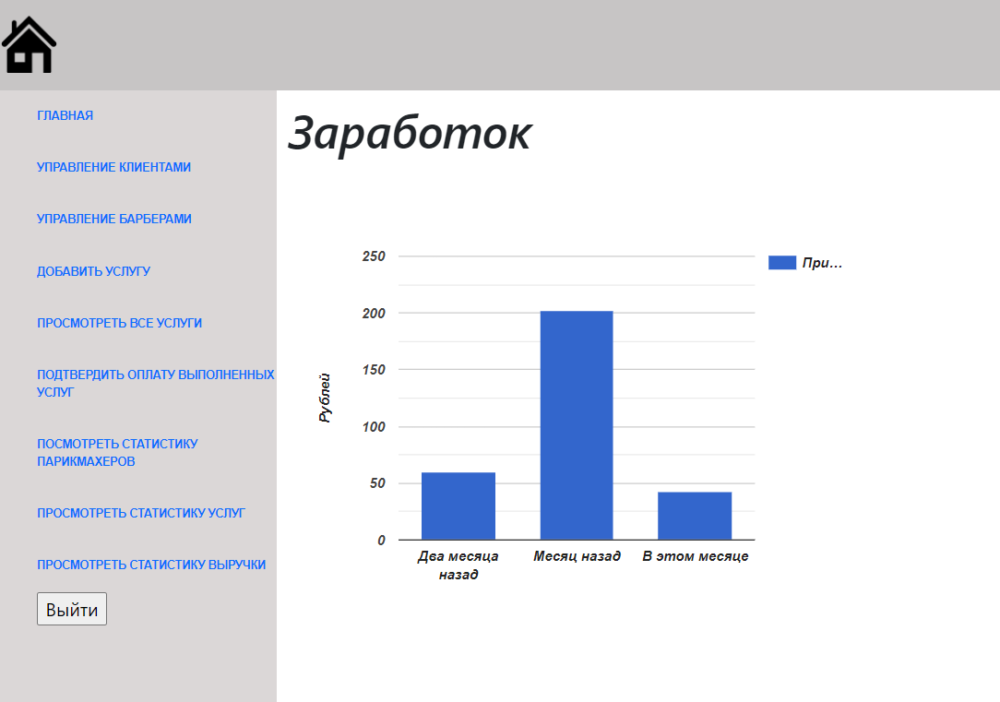 ГЛАВНАЯ
УПРАВЛЕНИЕ КЛИЕНТАМИ
УПРАВЛЕНИЕ БАРБЕРАМИ
ДОБАВИТЬ УСЛУГУ
ПРОСМОТРЕТЬ ВСЕ УСЛУГИ
ПОДТВЕРДИТЬ ОПЛАТУ ВЫПОЛНЕННЫХ
УСЛУГ
ПОСМОТРЕТЬ СТАТИСТИКУ
ПАРИКМАХЕРОВ
ПРОСМОТРЕТЬ СТАТИСТИКУ УСЛУГ
ПРОСМОТРЕТЬ СТАТИСТИКУ ВЫРУЧКИ
Выйти
Заработок
250
200
150
100
50
0
Рублей
Два месяца
назад
Месяц назад
В этом месяце
При...